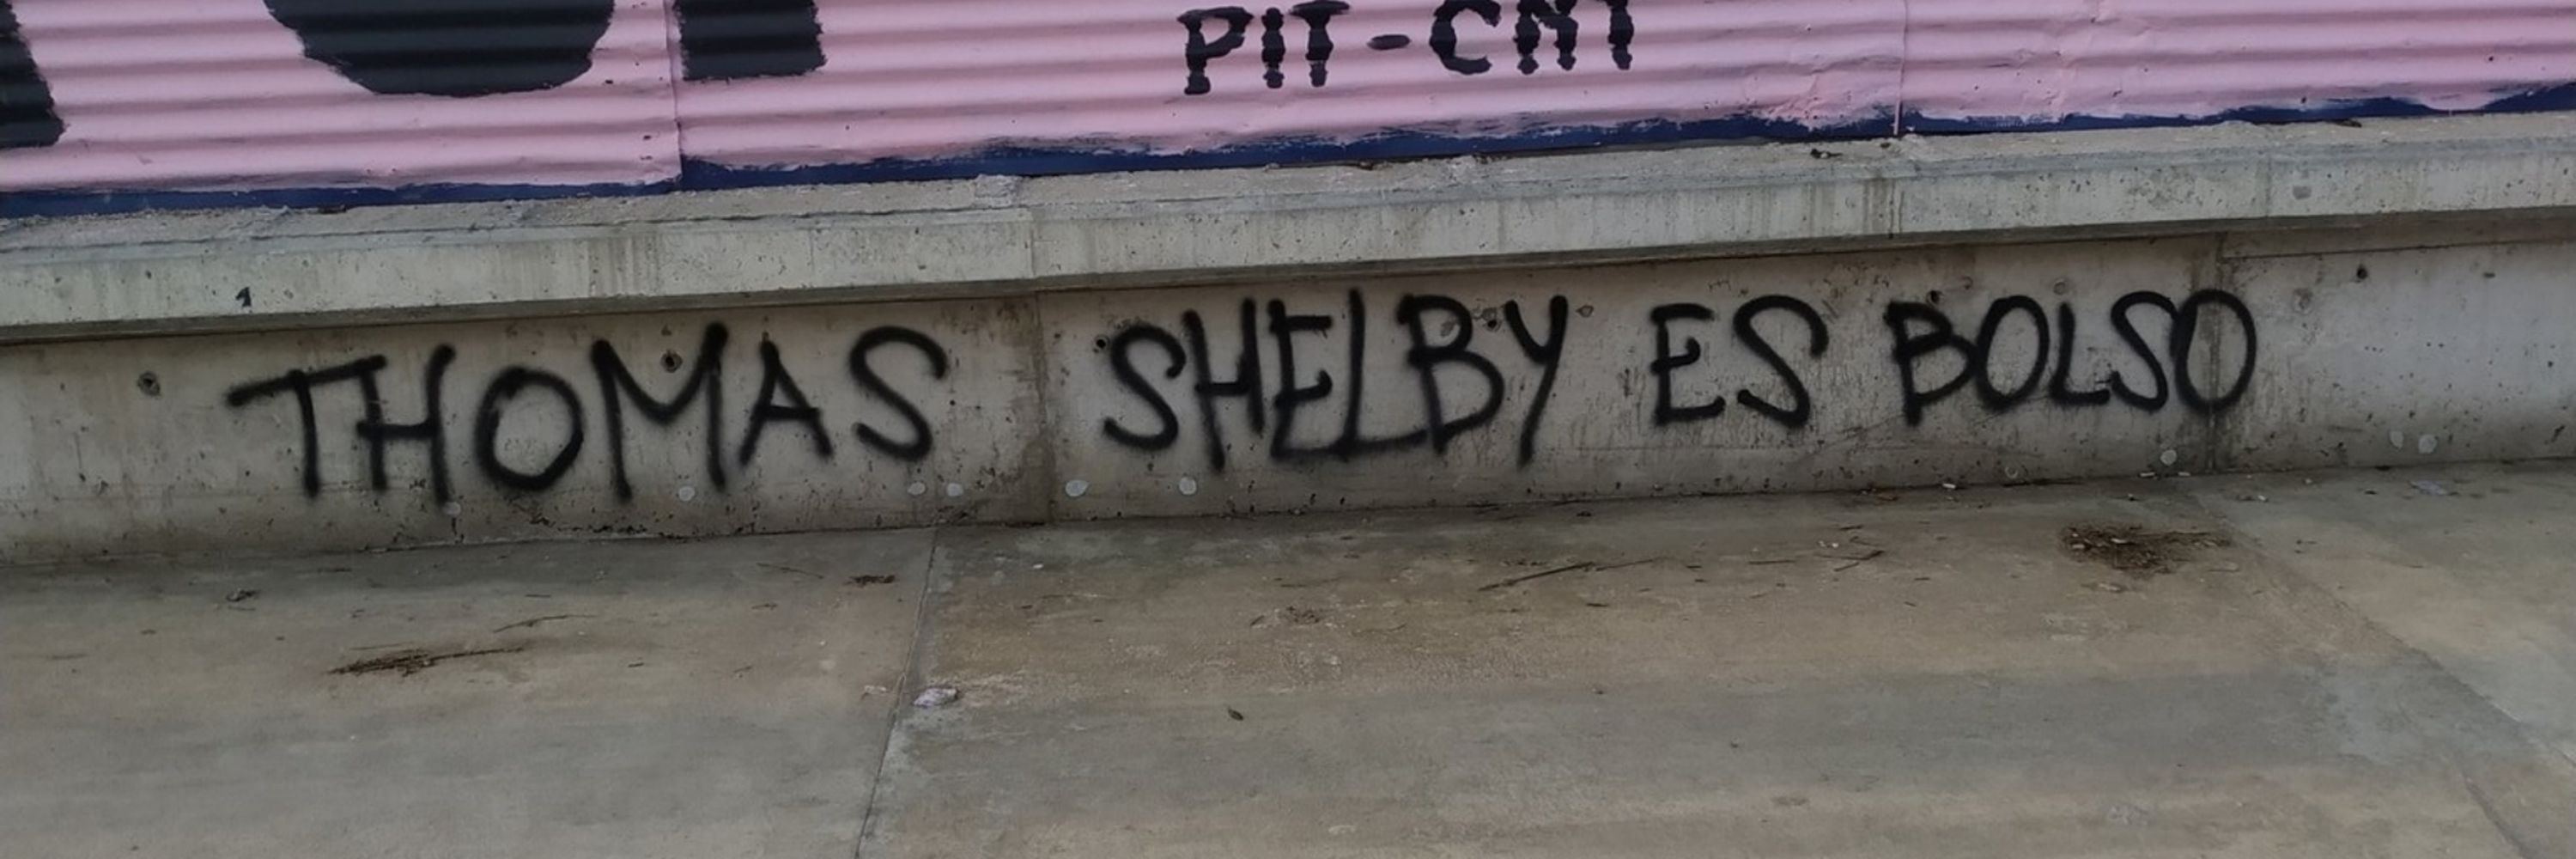 PIT-CNT
THOMAS SHELBY ES BOLSO